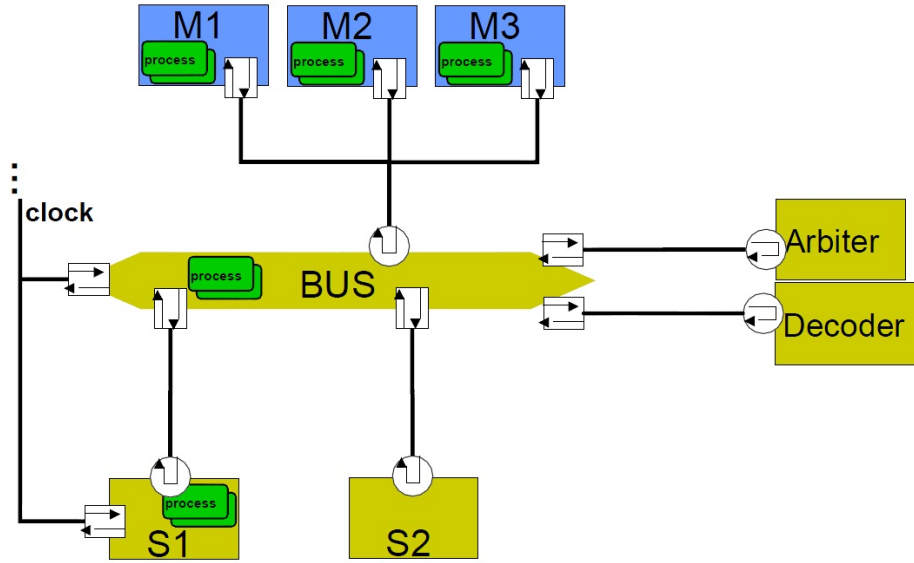 M1
process
M2
process
M3
process
⋮
clock
Arbiter
process
BUS
Decoder
process
S1
S2